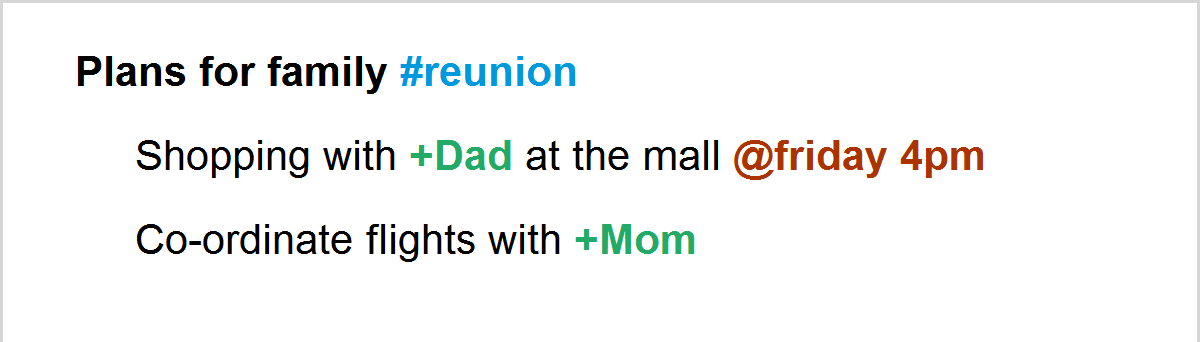 Plans for family #reunion
Shopping with +Dad at the mall @friday 4pm
Co-ordinate flights with +Mom